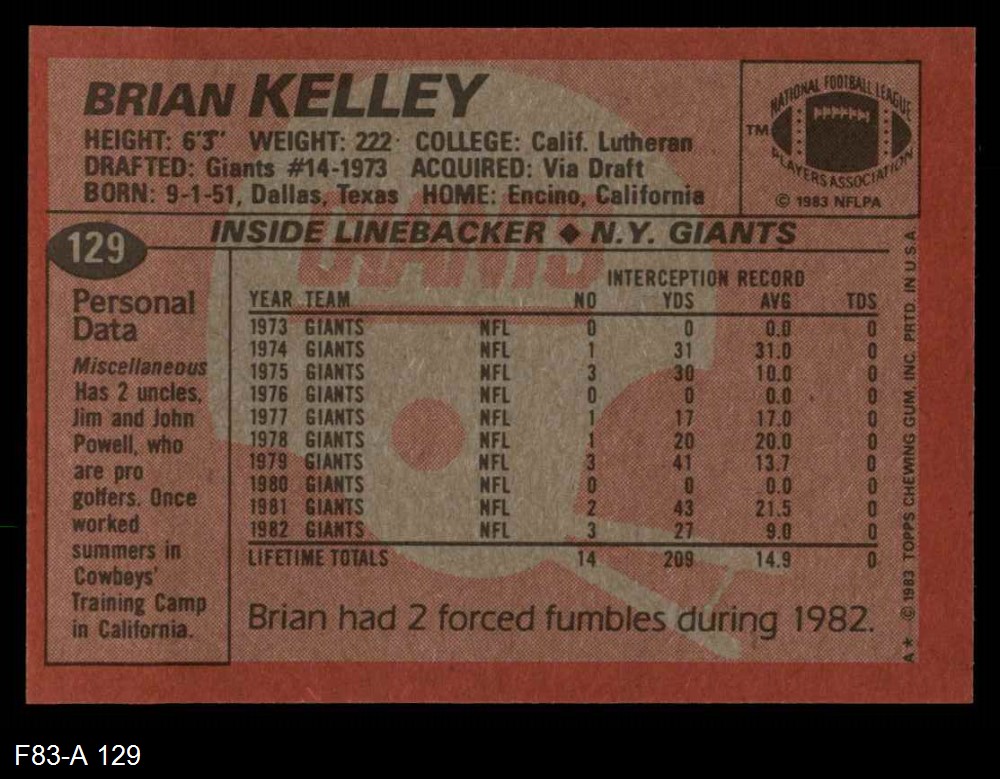 BRIAN KELLEY
HEIGHT: 6'3" WEIGHT: 222 COLLEGE: Calif. Lutheran
DRAFTED: Giants #14-1973 ACQUIRED: Via Draft
BORN: 9-1-51, Dallas, Texas HOME: Encino, California
NATIONAL FOOTBALL LEAGUE
TM
PLAYERS ASSOCIATION
© 1983 NFLPA
129
INSIDE LINEBACKER ◆ N.Y. GIANTS
GIANTS
Personal
Data
Miscellaneous
Has 2 uncles,
Jim and John
Powell, who
are pro
golfers. Once
worked
summers in
Cowboys'
Training Camp
in California.
INTERCEPTION RECORD
YEAR TEAM NO YDS AVG TDS
1973 GIANTS NFL 0 0 0.0 0
1974 GIANTS NFL 1 31 31.0 0
1975 GIANTS NFL 3 30 10.0 0
1976 GIANTS NFL 0 0 0.0 0
1977 GIANTS NFL 1 17 17.0 0
1978 GIANTS NFL 1 20 20.0 0
1979 GIANTS NFL 3 41 13.7 0
1980 GIANTS NFL 0 0 0.0 0
1981 GIANTS NFL 2 43 21.5 0
1982 GIANTS NFL 3 27 9.0 0
LIFETIME TOTALS 14 209 14.9 0
Brian had 2 forced fumbles during 1982.
A★ ©1983 TOPPS CHEWING GUM, INC. PRTD. IN U.S.A.
F83-A 129